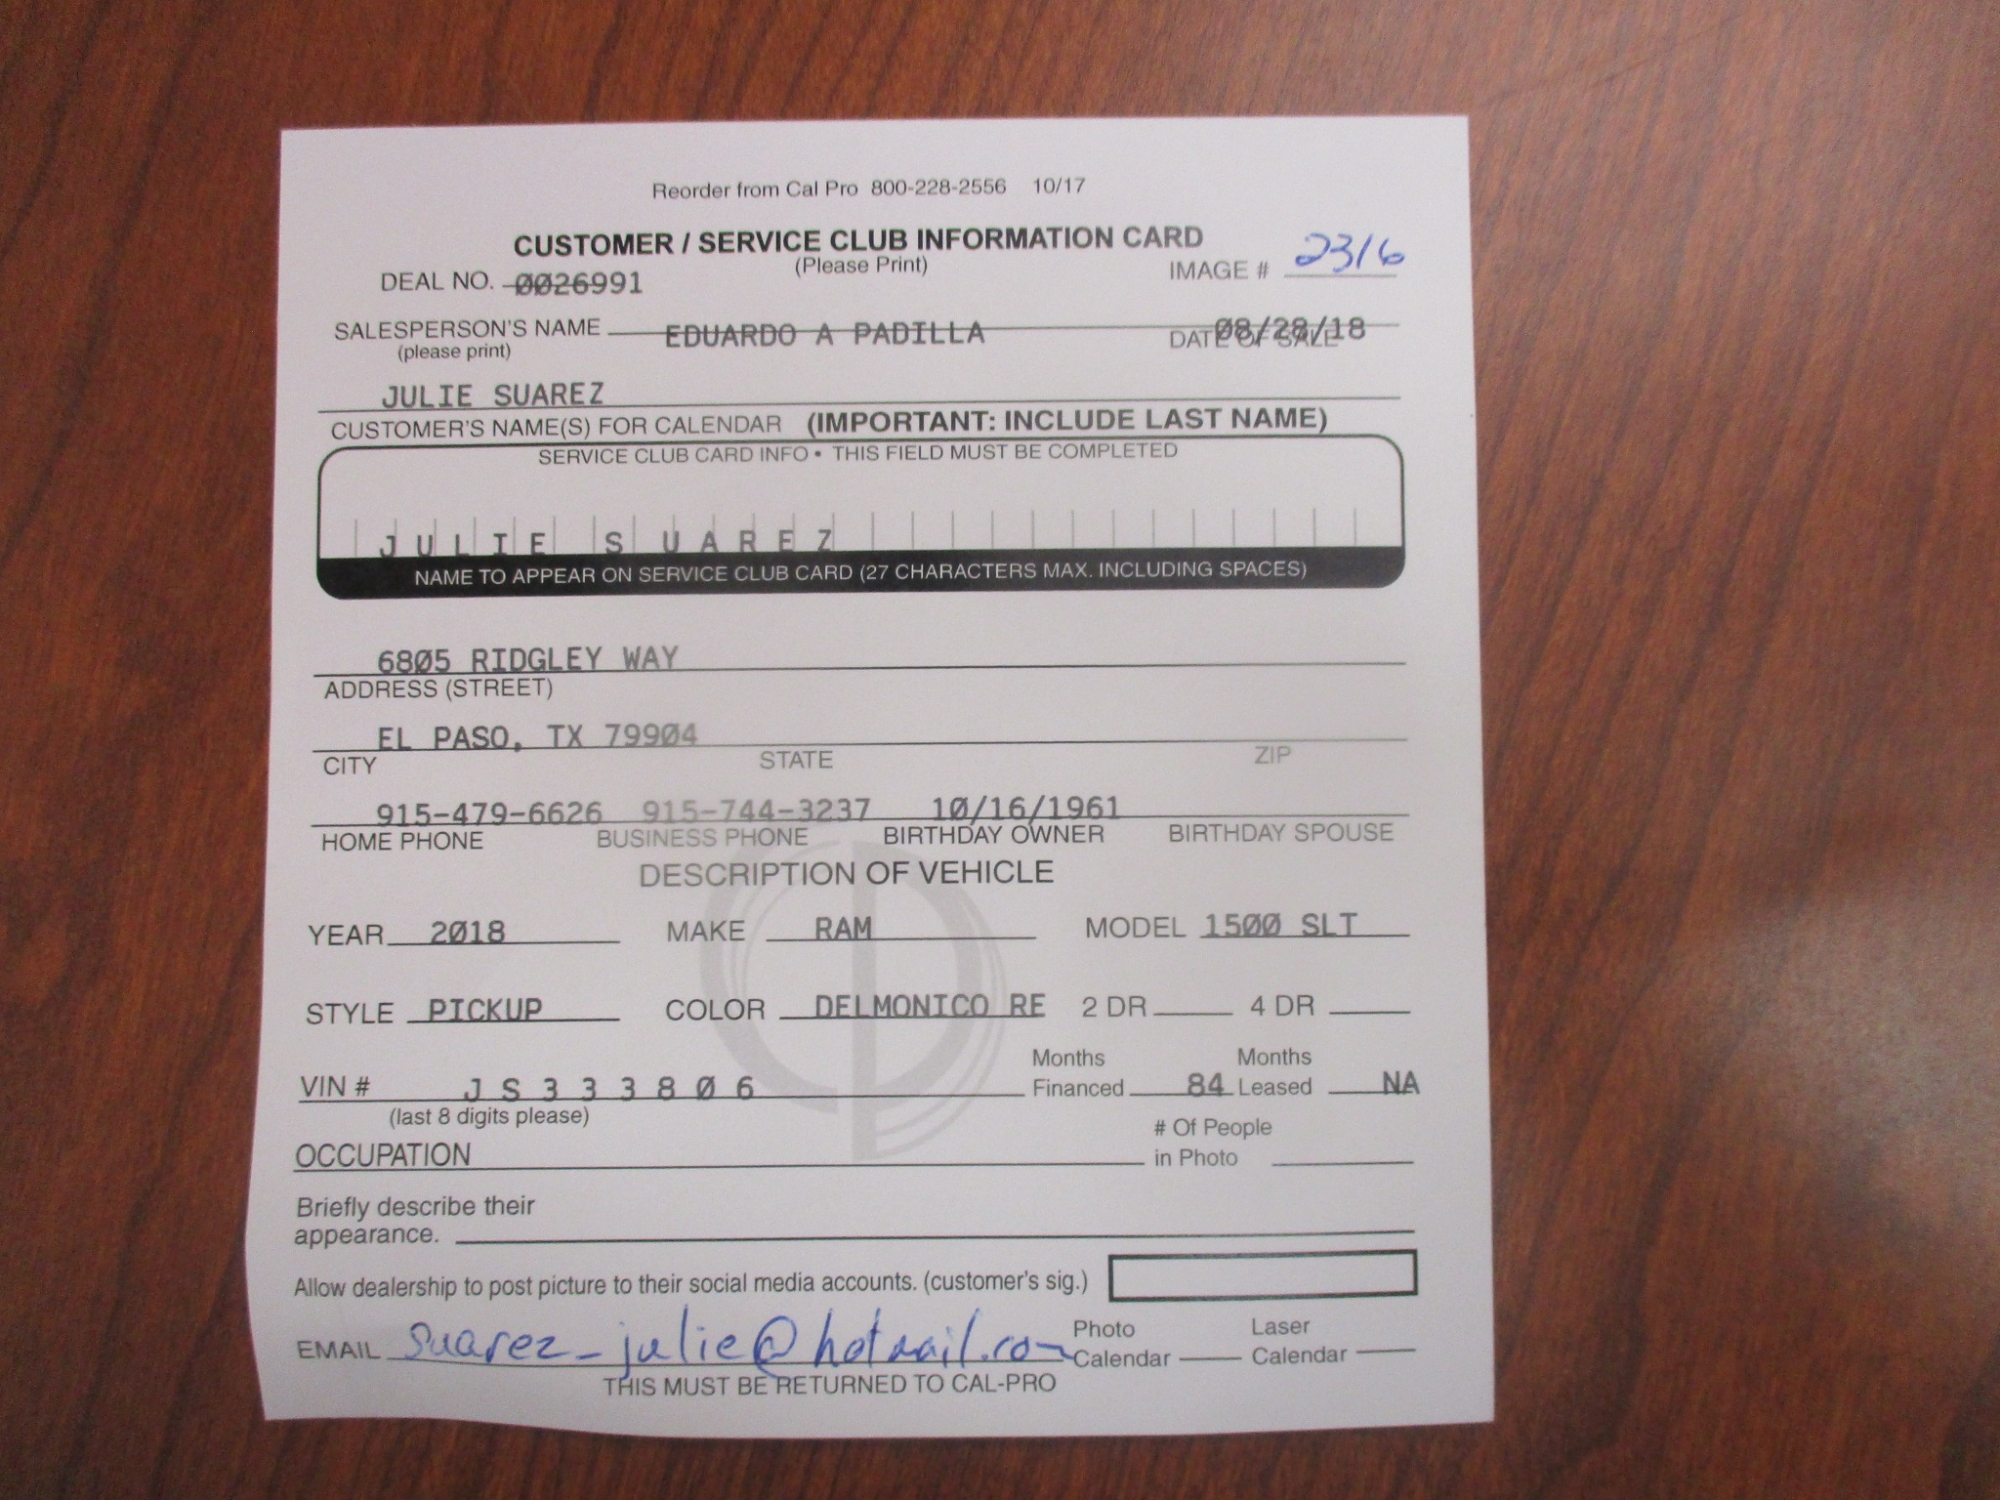 Reorder from Cal Pro 800-228-2556 10/17
CUSTOMER / SERVICE CLUB INFORMATION CARD
(Please Print)
DEAL NO. 0026991
IMAGE # 2316
SALESPERSON'S NAME EDUARDO A PADILLA DATE OF SALE 08/28/18
(please print)
JULIE SUAREZ
CUSTOMER'S NAME(S) FOR CALENDAR (IMPORTANT: INCLUDE LAST NAME)
SERVICE CLUB CARD INFO • THIS FIELD MUST BE COMPLETED
JULIE SUAREZ
NAME TO APPEAR ON SERVICE CLUB CARD (27 CHARACTERS MAX. INCLUDING SPACES)
6805 RIDGLEY WAY
ADDRESS (STREET)
EL PASO, TX 79904
CITY STATE ZIP
915-479-6626 915-744-3237 10/16/1961
HOME PHONE BUSINESS PHONE BIRTHDAY OWNER BIRTHDAY SPOUSE
DESCRIPTION OF VEHICLE
YEAR 2018 MAKE RAM MODEL 1500 SLT
STYLE PICKUP COLOR DELMONICO RE 2 DR 4 DR
Months Months
VIN # JS333806 Financed 84 Leased NA
(last 8 digits please)
# Of People
OCCUPATION in Photo
Briefly describe their
appearance.
Allow dealership to post picture to their social media accounts. (customer's sig.)
Photo Laser
EMAIL suarez_julie@hotmail.com Calendar Calendar
THIS MUST BE RETURNED TO CAL-PRO